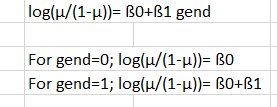 log(µ/(1-µ))= ß0+ß1 gend
For gend=0; log(µ/(1-µ))= ß0
For gend=1; log(µ/(1-µ))= ß0+ß1